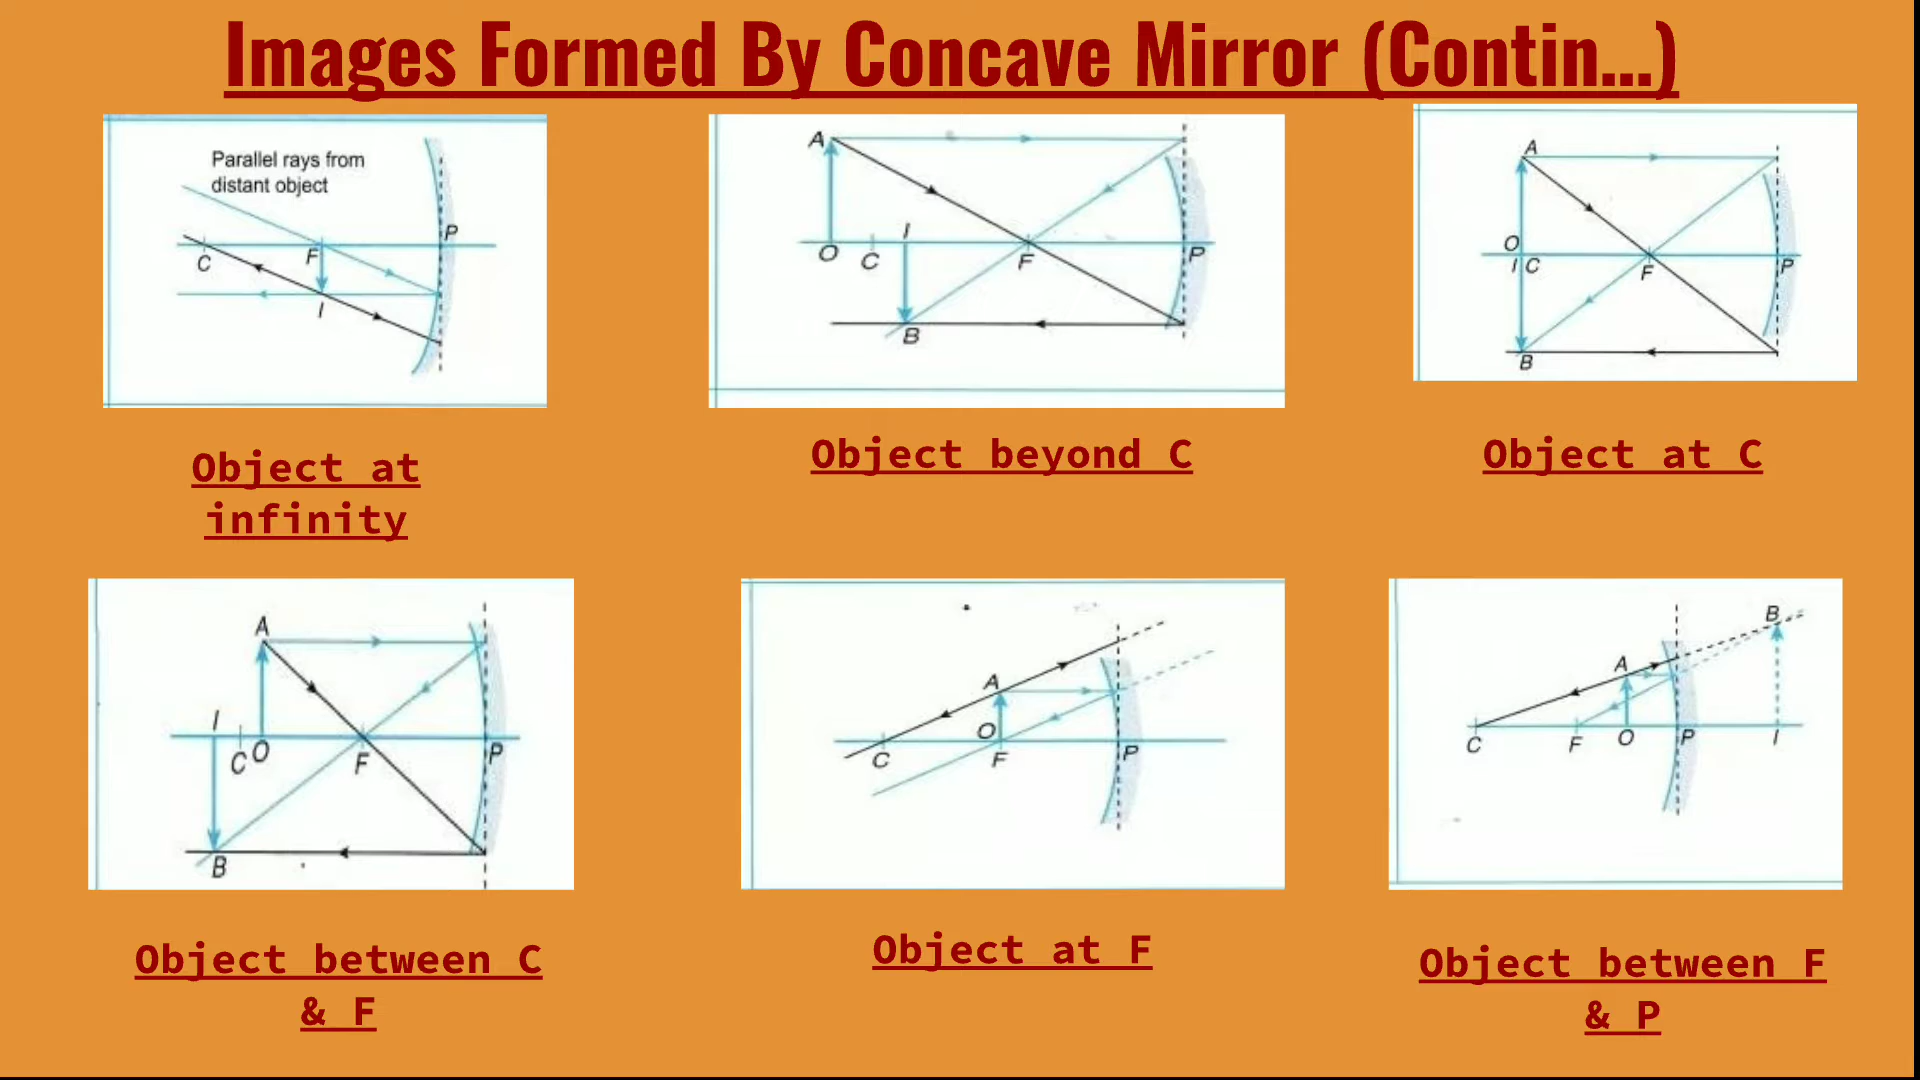 Images Formed By Concave Mirror (Contin...)
Parallel rays from
distant object
P
F
C
I
A
I
O
C
F
P
B
A
O
I C
F
P
B
Object at
infinity
Object beyond C
Object at C
A
I
C O
F
P
B
A
O
C
F
P
B
A
C
F
O
P
I
Object between C
& F
Object at F
Object between F
& P